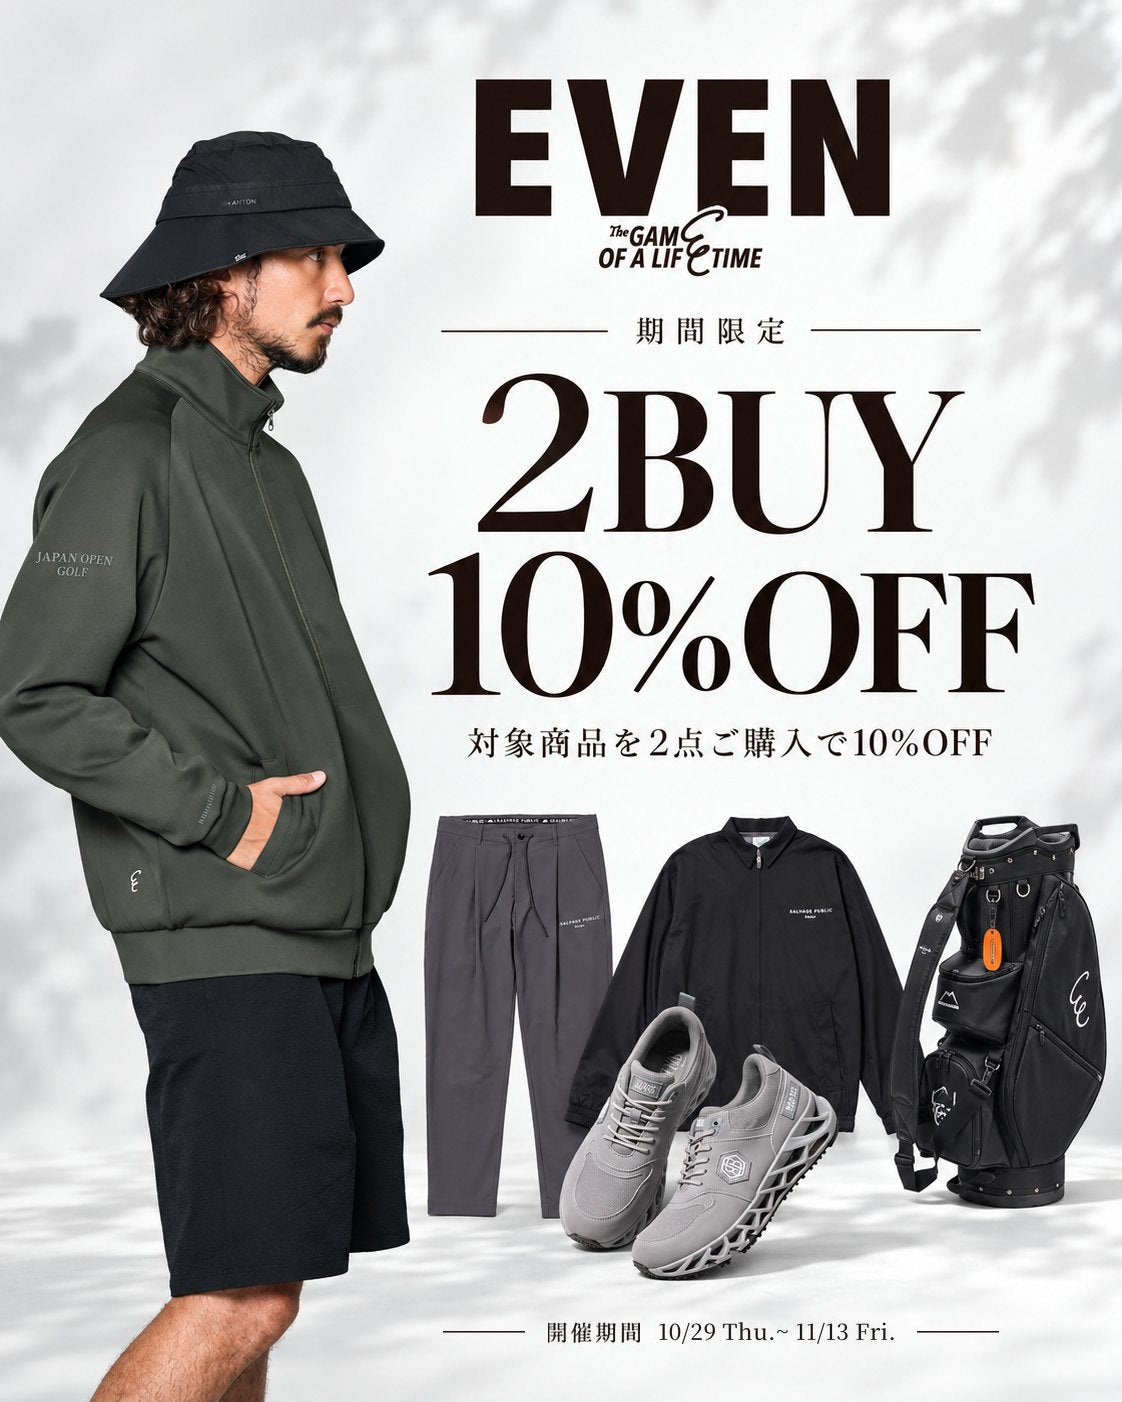 EVEN
The GAME
OF A LIFETIME
期間限定
2BUY
10%OFF
対象商品を2点ご購入で10%OFF
JAPAN OPEN
GOLF
SALVAGE PUBLIC
開催期間 10/29 Thu.~ 11/13 Fri.